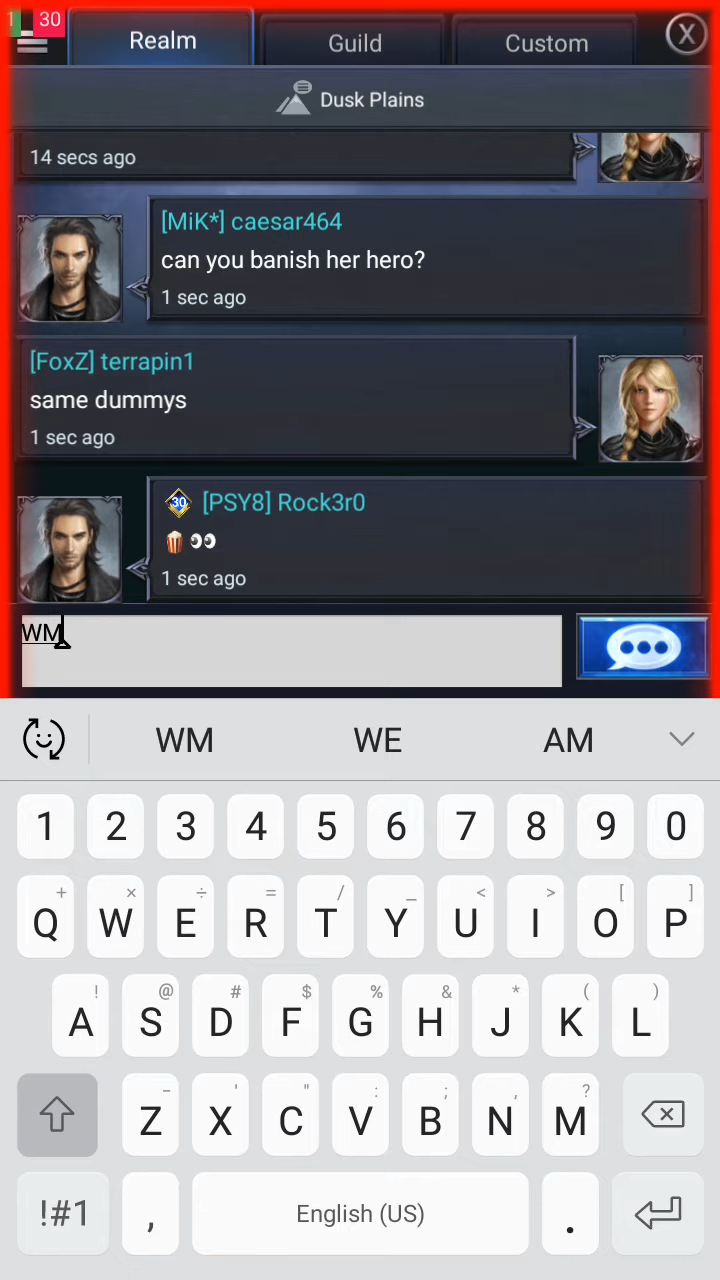 1 30
Realm Guild Custom X
Dusk Plains
14 secs ago
[MiK*] caesar464
can you banish her hero?
1 sec ago
[FoxZ] terrapin1
same dummys
1 sec ago
30 [PSY8] Rock3r0
🍿👀
1 sec ago
WM
WM WE AM
1 2 3 4 5 6 7 8 9 0
+ × ÷ = / _ < > [ ]
Q W E R T Y U I O P
! @ # $ % & * ( )
A S D F G H J K L
- ' " : ; , ?
Z X C V B N M
!#1 , English (US) .